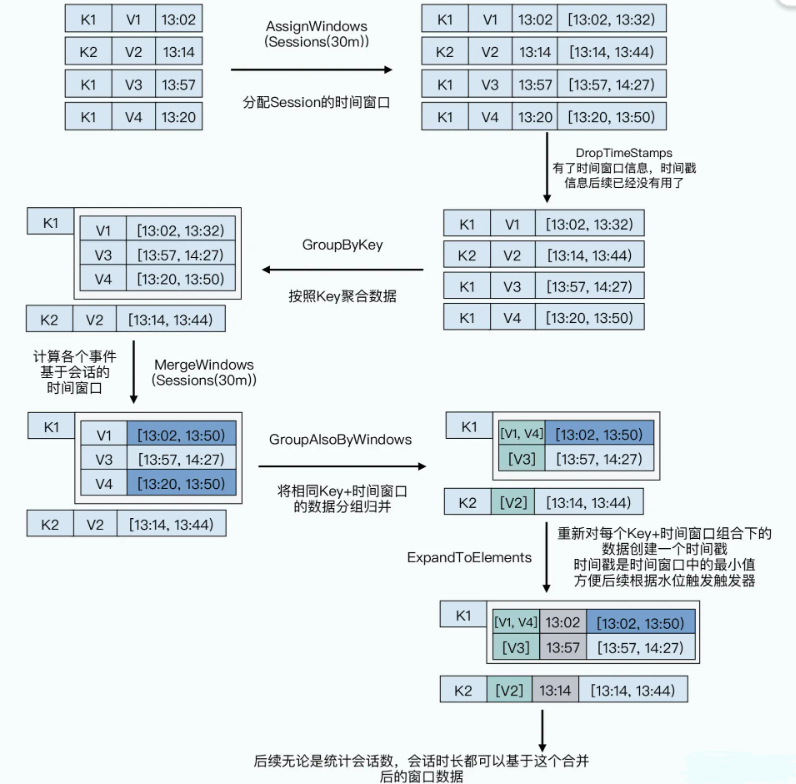 K1 V1 13:02
K2 V2 13:14
K1 V3 13:57
K1 V4 13:20
AssignWindows
(Sessions(30m))
分配Session的时间窗口
K1 V1 13:02 [13:02, 13:32)
K2 V2 13:14 [13:14, 13:44)
K1 V3 13:57 [13:57, 14:27)
K1 V4 13:20 [13:20, 13:50)
DropTimeStamps
有了时间窗口信息，时间戳
信息后续已经没有用了
K1 V1 [13:02, 13:32)
K2 V2 [13:14, 13:44)
K1 V3 [13:57, 14:27)
K1 V4 [13:20, 13:50)
GroupByKey
按照Key聚合数据
K1
V1 [13:02, 13:32)
V3 [13:57, 14:27)
V4 [13:20, 13:50)
K2 V2 [13:14, 13:44)
计算各个事件
基于会话的
时间窗口
MergeWindows
(Sessions(30m))
K1
V1 [13:02, 13:50)
V3 [13:57, 14:27)
V4 [13:20, 13:50)
K2 V2 [13:14, 13:44)
GroupAlsoByWindows
将相同Key+时间窗口
的数据分组归并
K1
[V1, V4] [13:02, 13:50)
[V3] [13:57, 14:27)
K2 [V2] [13:14, 13:44)
ExpandToElements
重新对每个Key+时间窗口组合下的
数据创建一个时间戳
时间戳是时间窗口中的最小值
方便后续根据水位触发触发器
K1
[V1, V4] 13:02 [13:02, 13:50)
[V3] 13:57 [13:57, 14:27)
K2 [V2] 13:14 [13:14, 13:44)
后续无论是统计会话数，会话时长都可以基于这个合并
后的窗口数据